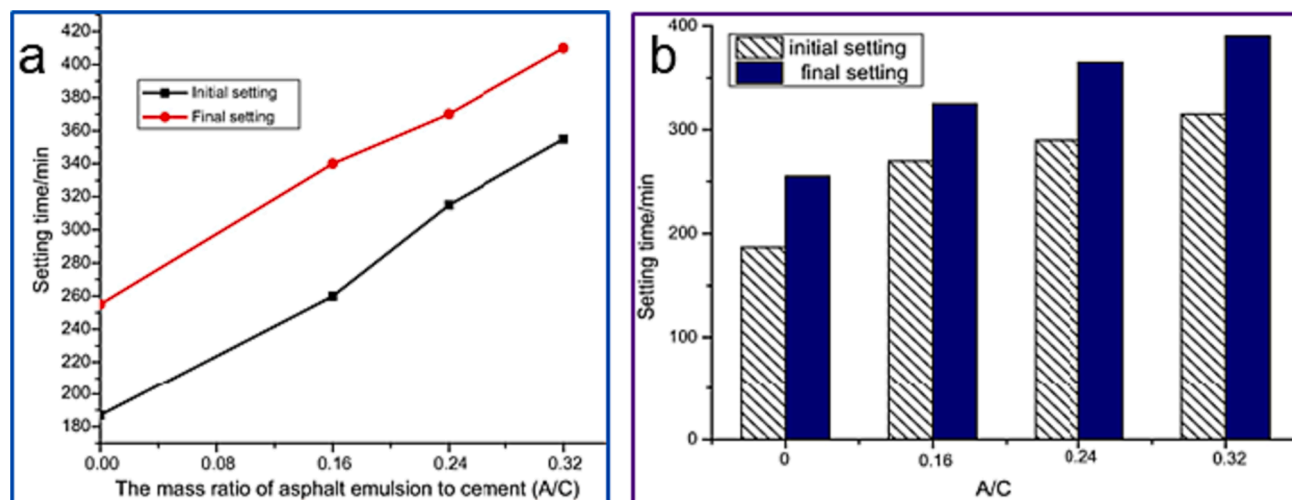 a
Setting time/min
420
400
380
360
340
320
300
280
260
240
220
200
180
Initial setting
Final setting
0.00
0.08
0.16
0.24
0.32
The mass ratio of asphalt emulsion to cement (A/C)
b
Setting time/min
400
300
200
100
0
initial setting
final setting
0
0.16
0.24
0.32
A/C